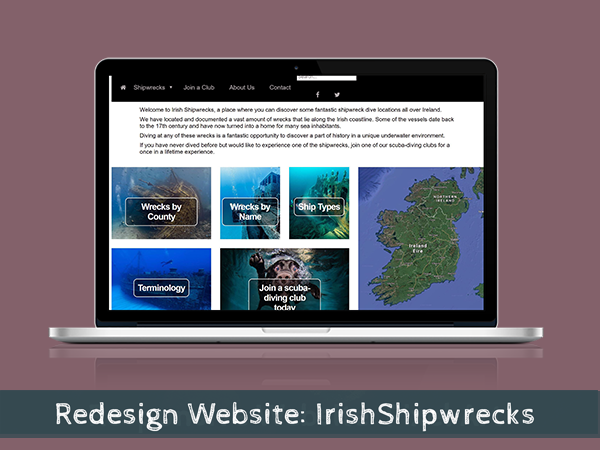 Shipwrecks Join a Club About Us Contact
Welcome to Irish Shipwrecks, a place where you can discover some fantastic shipwreck dive locations all over Ireland.
We have located and documented a vast amount of wrecks that lie along the Irish coastline. Some of the vessels date back
to the 17th century and have now turned into a home for many sea inhabitants.
Diving at any of these wrecks is a fantastic opportunity to discover a part of history in a unique underwater environment.
If you have never dived before but would like to experience one of the shipwrecks, join one of our scuba-diving clubs for a
once in a lifetime experience.
Wrecks by
County
Wrecks by
Name
Ship Types
NORTHERN
IRELAND
Ireland
Éire
Terminology
Join a scuba-
diving club
today
Redesign Website: IrishShipwrecks